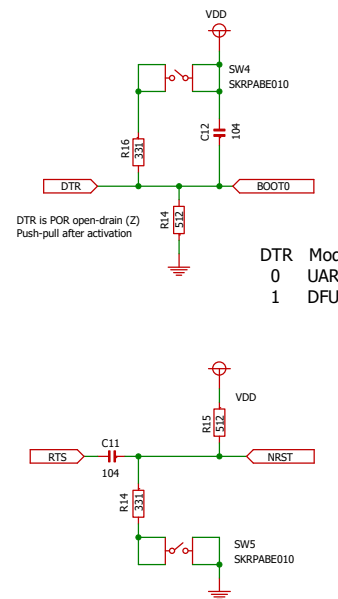 VDD
SW4
SKRPABE010
R16
331
C12
104
DTR
BOOT0
R14
512
DTR is POR open-drain (Z)
Push-pull after activation
DTR
0
1
DFU
VDD
R15
512
C11
RTS
104
NRST
R14
331
SW5
SKRPABE010